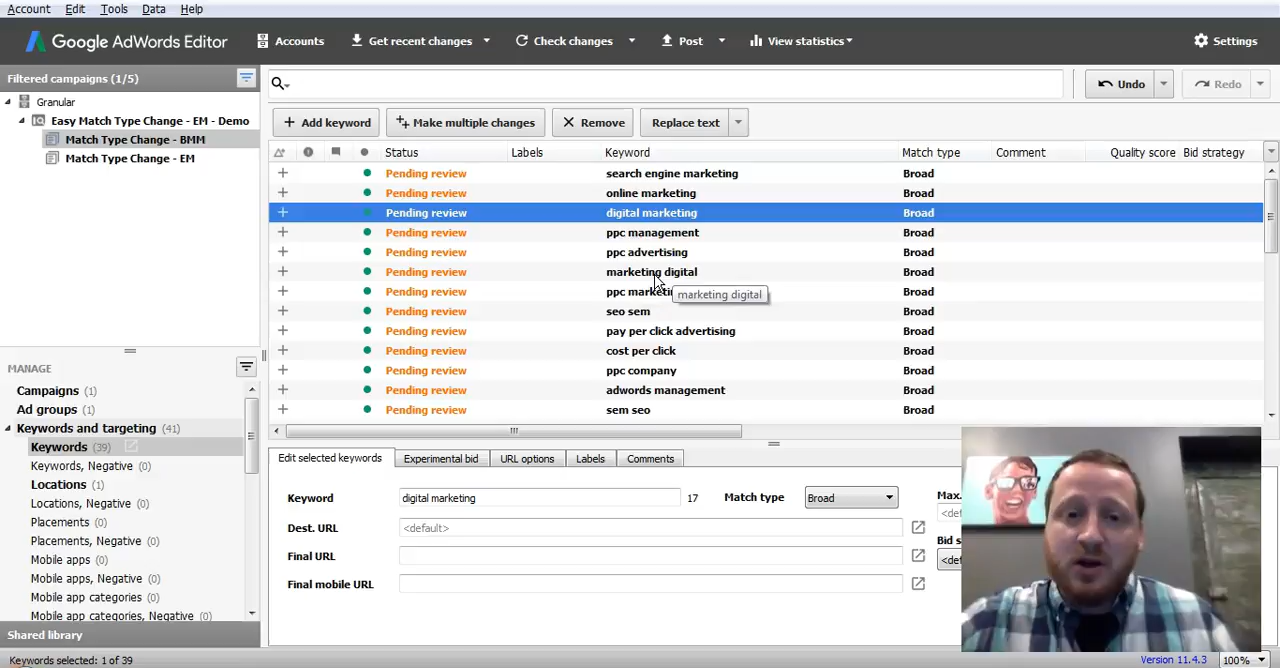 Account Edit Tools Data Help
Google AdWords Editor Accounts Get recent changes Check changes Post View statistics Settings
Filtered campaigns (1/5)
Granular
Easy Match Type Change - EM - Demo
Match Type Change - BMM
Match Type Change - EM
Undo Redo
Add keyword Make multiple changes Remove Replace text
Status Labels Keyword Match type Comment Quality score Bid strategy
Pending review search engine marketing Broad
Pending review online marketing Broad
Pending review digital marketing Broad
Pending review ppc management Broad
Pending review ppc advertising Broad
Pending review marketing digital Broad
Pending review ppc Broad
marketing digital
Pending review seo sem Broad
Pending review pay per click advertising Broad
Pending review cost per click Broad
Pending review ppc company Broad
Pending review adwords management Broad
Pending review sem seo Broad
MANAGE
Campaigns (1)
Ad groups (1)
Keywords and targeting (41)
Keywords (39)
Keywords, Negative (0)
Locations (1)
Locations, Negative (0)
Placements (0)
Placements, Negative (0)
Mobile apps (0)
Mobile apps, Negative (0)
Mobile app categories (0)
Mobile app categories, Negative (0)
Shared library
Edit selected keywords Experimental bid URL options Labels Comments
Keyword digital marketing 17 Match type Broad Max.
Dest. URL <default>
Final URL
Final mobile URL
Keywords selected: 1 of 39
Version 11.4.3 100%